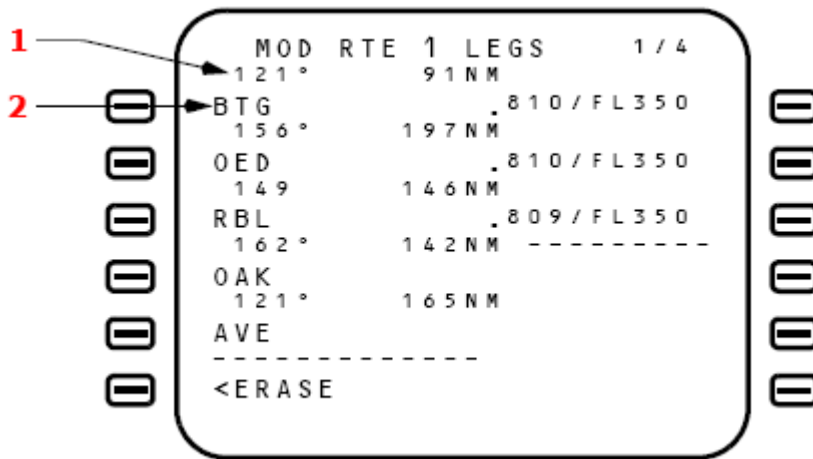 1
MOD RTE 1 LEGS 1/4
121° 91NM
2
BTG .810/FL350
156° 197NM
OED .810/FL350
149 146NM
RBL .809/FL350
162° 142NM ---------
OAK
121° 165NM
AVE
--------------
<ERASE